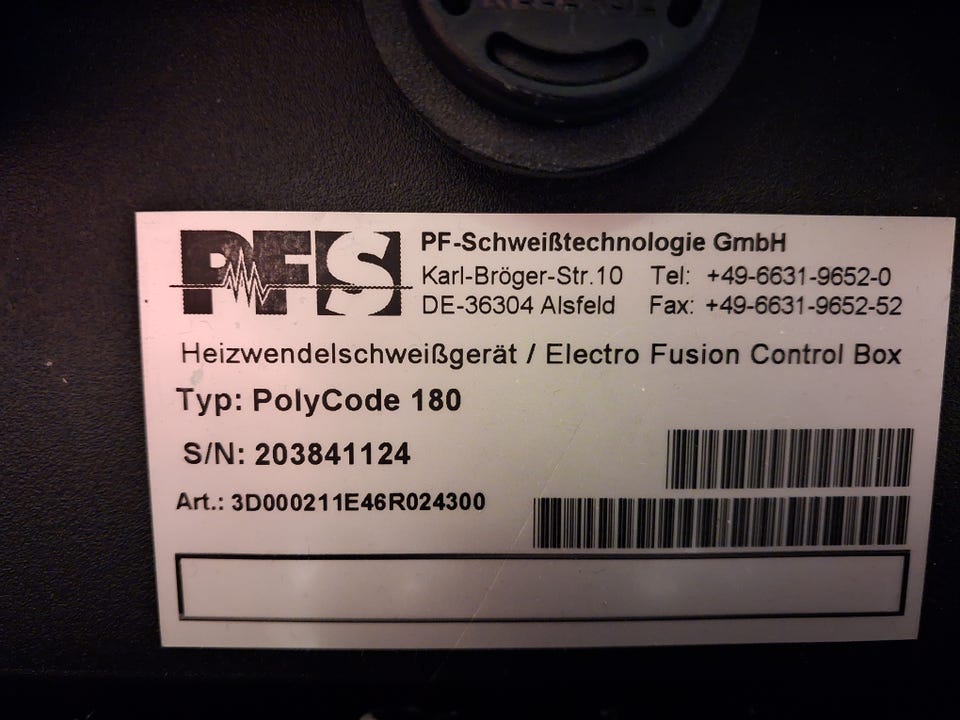 RELEASE
PFS
PF-Schweißtechnologie GmbH
Karl-Bröger-Str.10 Tel: +49-6631-9652-0
DE-36304 Alsfeld Fax: +49-6631-9652-52
Heizwendelschweißgerät / Electro Fusion Control Box
Typ: PolyCode 180
S/N: 203841124
Art.: 3D000211E46R024300